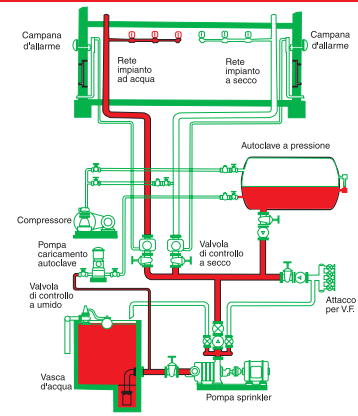 Campana
d'allarme
Campana
d'allarme
Rete
impianto
ad acqua
Rete
impianto
a secco
Autoclave a pressione
Compressore
Pompa
caricamento
autoclave
Valvola
di controllo
a secco
Valvola
di controllo
a umido
Attacco
per V.F.
Vasca
d'acqua
Pompa sprinkler